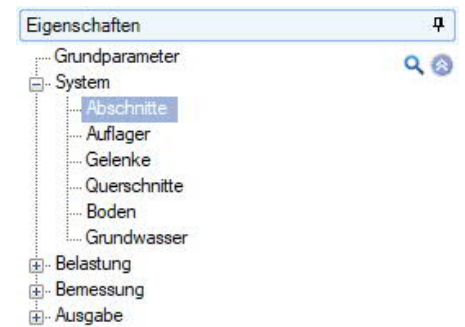 Eigenschaften
Grundparameter
System
Abschnitte
Auflager
Gelenke
Querschnitte
Boden
Grundwasser
Belastung
Bemessung
Ausgabe